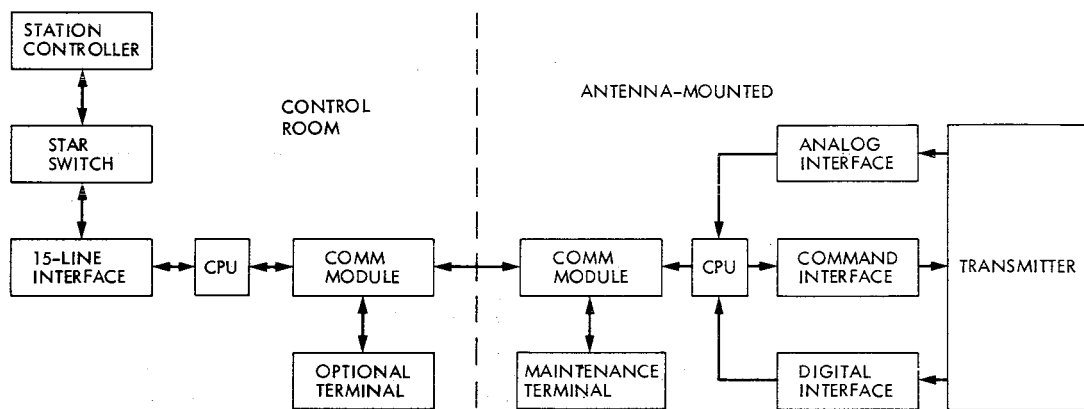 STATION
CONTROLLER
CONTROL
ROOM
ANTENNA-MOUNTED
STAR
SWITCH
ANALOG
INTERFACE
15-LINE
INTERFACE
CPU
COMM
MODULE
COMM
MODULE
CPU
COMMAND
INTERFACE
TRANSMITTER
OPTIONAL
TERMINAL
MAINTENANCE
TERMINAL
DIGITAL
INTERFACE